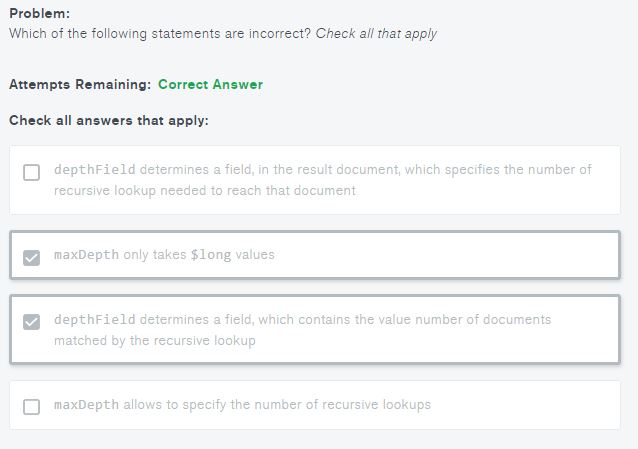 Problem:
Which of the following statements are incorrect? Check all that apply
Attempts Remaining: Correct Answer
Check all answers that apply:
depthField determines a field, in the result document, which specifies the number of
recursive lookup needed to reach that document
maxDepth only takes $long values
depthField determines a field, which contains the value number of documents
matched by the recursive lookup
maxDepth allows to specify the number of recursive lookups